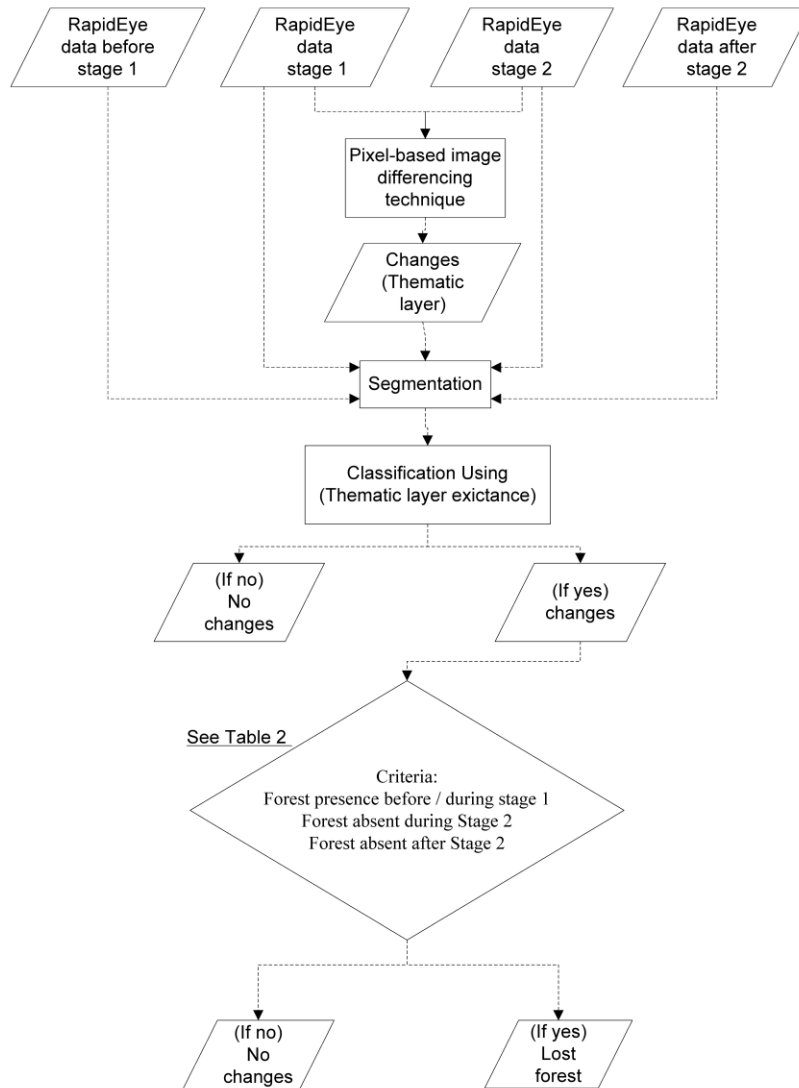 RapidEye
data before
stage 1
RapidEye
data
stage 1
RapidEye
data
stage 2
RapidEye
data after
stage 2
Pixel-based image
differencing
technique
Changes
(Thematic
layer)
Segmentation
Classification Using
(Thematic layer exictance)
(If no)
No
changes
(If yes)
changes
See Table 2
Criteria:
Forest presence before / during stage 1
Forest absent during Stage 2
Forest absent after Stage 2
(If no)
No
changes
(If yes)
Lost
forest